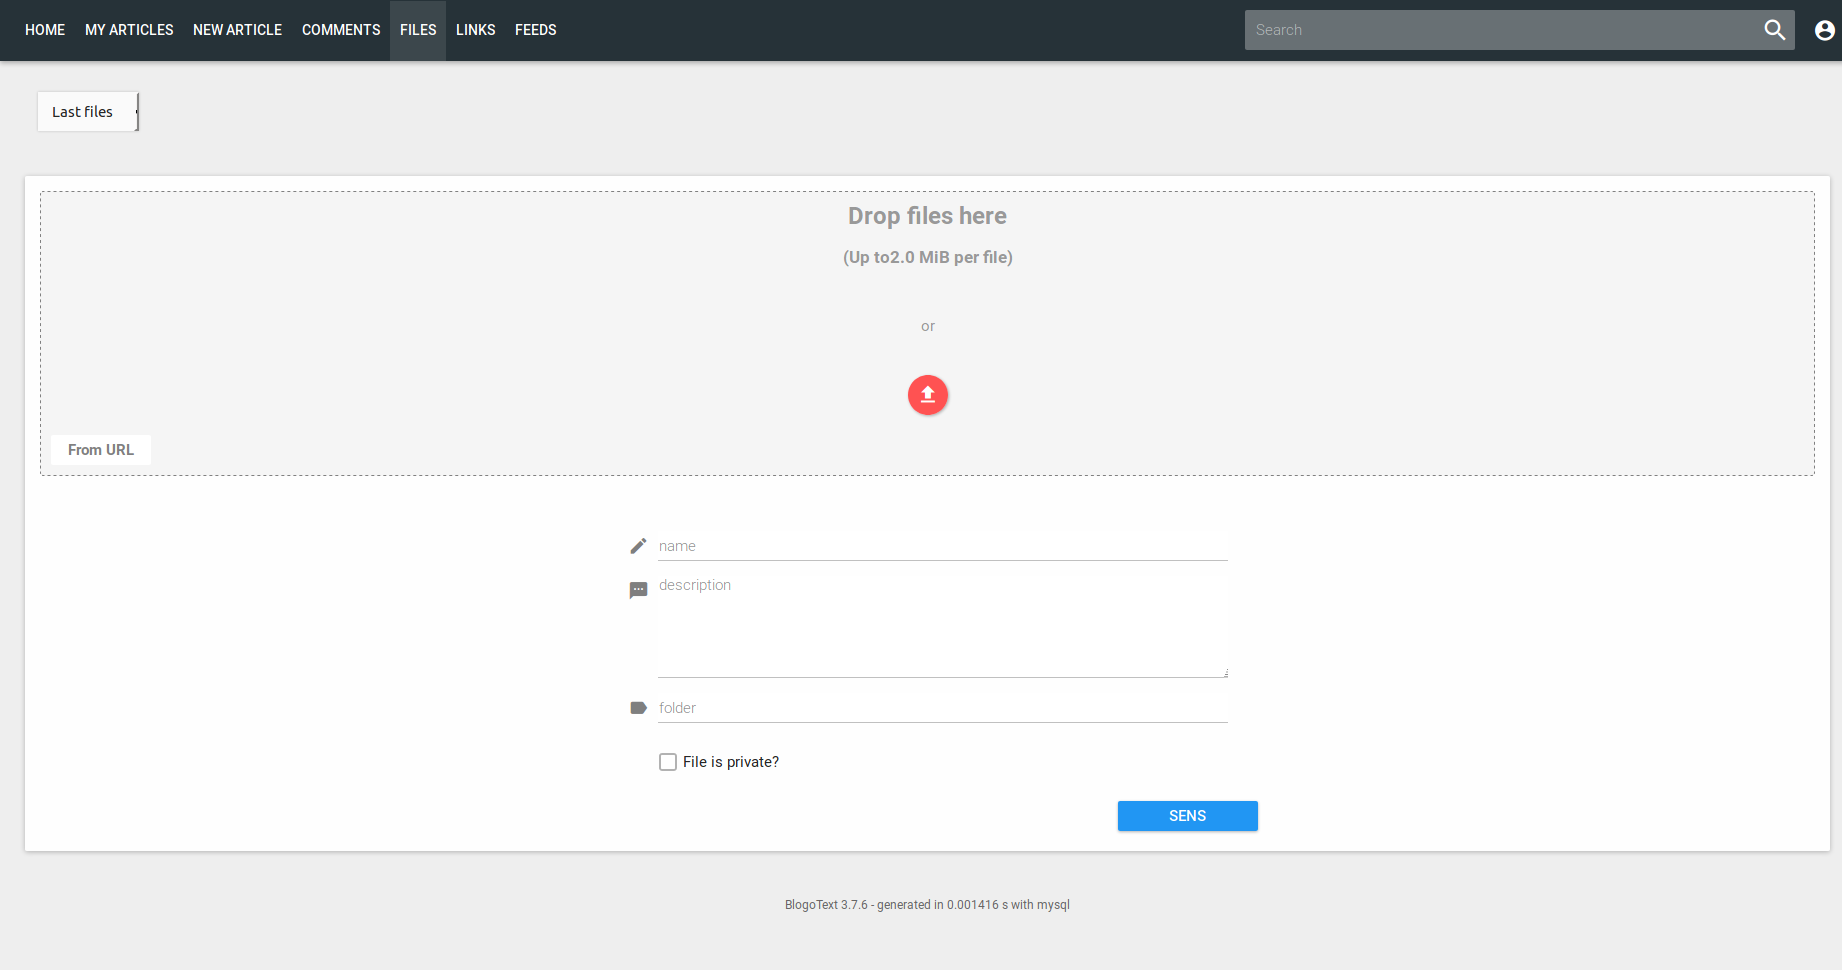 HOME MY ARTICLES NEW ARTICLE COMMENTS FILES LINKS FEEDS Search
Last files
Drop files here
(Up to2.0 MiB per file)
or
From URL
name
description
folder
File is private?
SENS
BlogoText 3.7.6 - generated in 0.001416 s with mysql